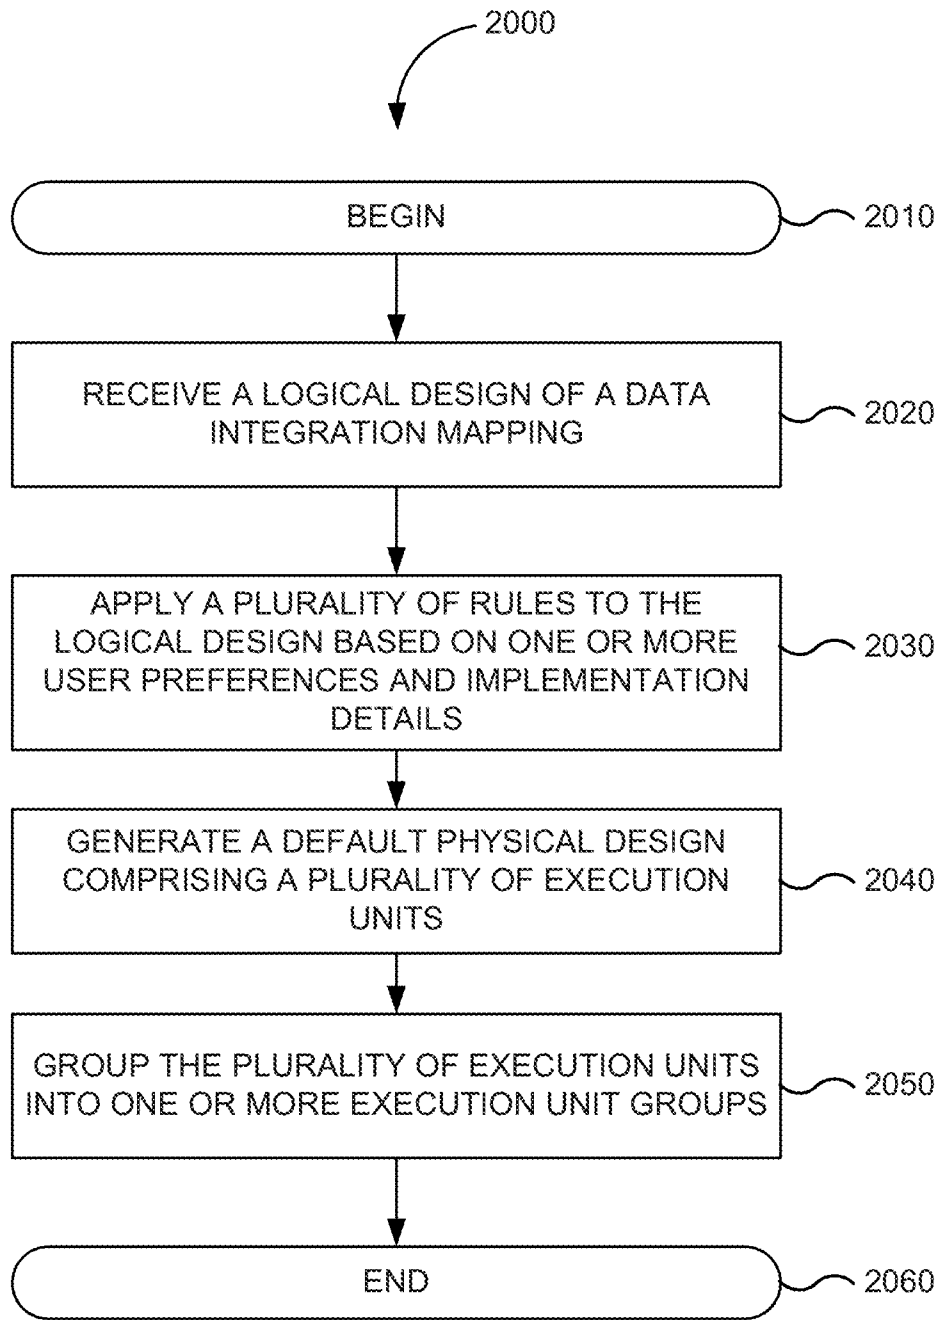 2000
BEGIN
2010
RECEIVE A LOGICAL DESIGN OF A DATA
INTEGRATION MAPPING
2020
APPLY A PLURALITY OF RULES TO THE
LOGICAL DESIGN BASED ON ONE OR MORE
USER PREFERENCES AND IMPLEMENTATION
DETAILS
2030
GENERATE A DEFAULT PHYSICAL DESIGN
COMPRISING A PLURALITY OF EXECUTION
UNITS
2040
GROUP THE PLURALITY OF EXECUTION UNITS
INTO ONE OR MORE EXECUTION UNIT GROUPS
2050
END
2060